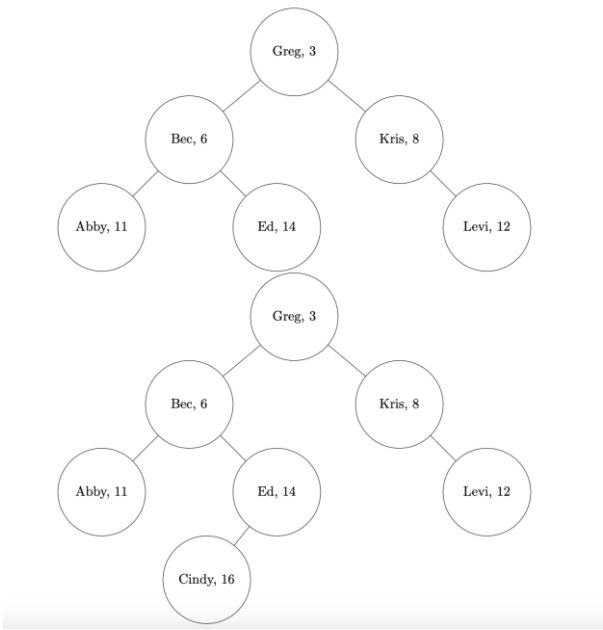 Greg, 3
Bec, 6
Kris, 8
Abby, 11
Ed, 14
Levi, 12
Greg, 3
Bec, 6
Kris, 8
Abby, 11
Ed, 14
Levi, 12
Cindy, 16